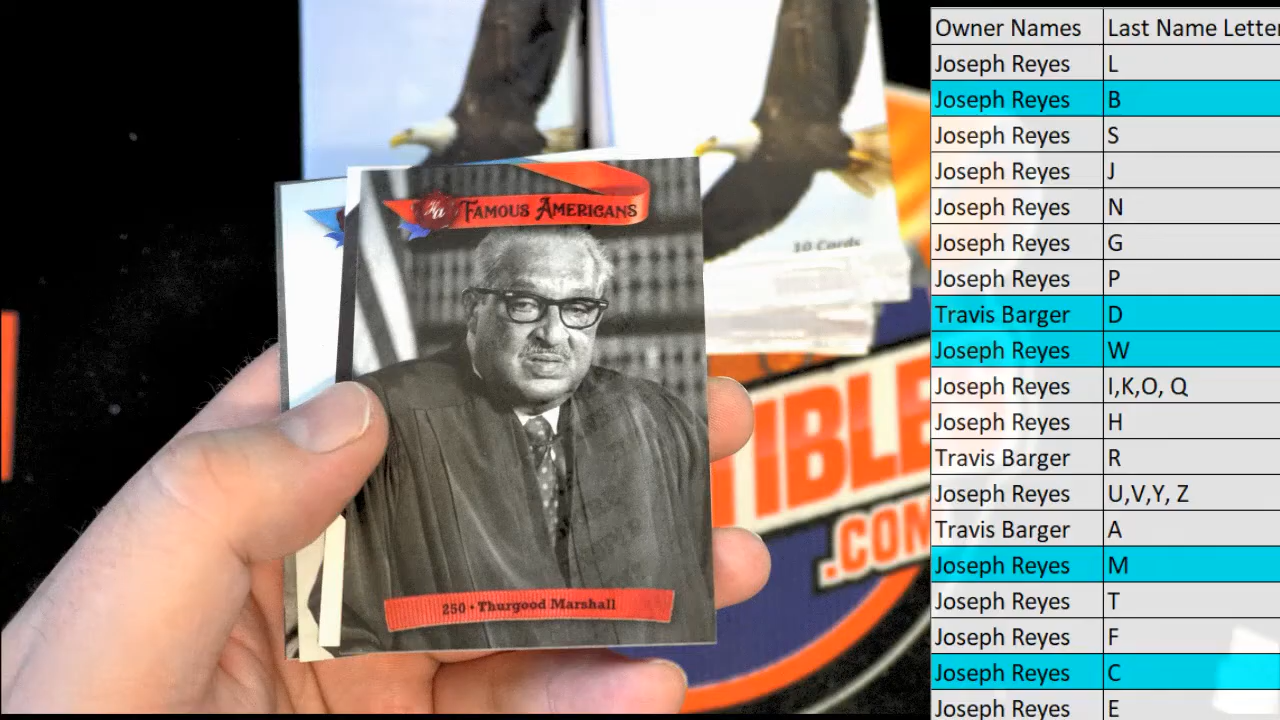 FAMOUS AMERICANS
10 Cards
250 • Thurgood Marshall
TIBLE
.COM
Owner Names Last Name Letter
Joseph Reyes L
Joseph Reyes B
Joseph Reyes S
Joseph Reyes J
Joseph Reyes N
Joseph Reyes G
Joseph Reyes P
Travis Barger D
Joseph Reyes W
Joseph Reyes I,K,O, Q
Joseph Reyes H
Travis Barger R
Joseph Reyes U,V,Y, Z
Travis Barger A
Joseph Reyes M
Joseph Reyes T
Joseph Reyes F
Joseph Reyes C
Joseph Reyes E